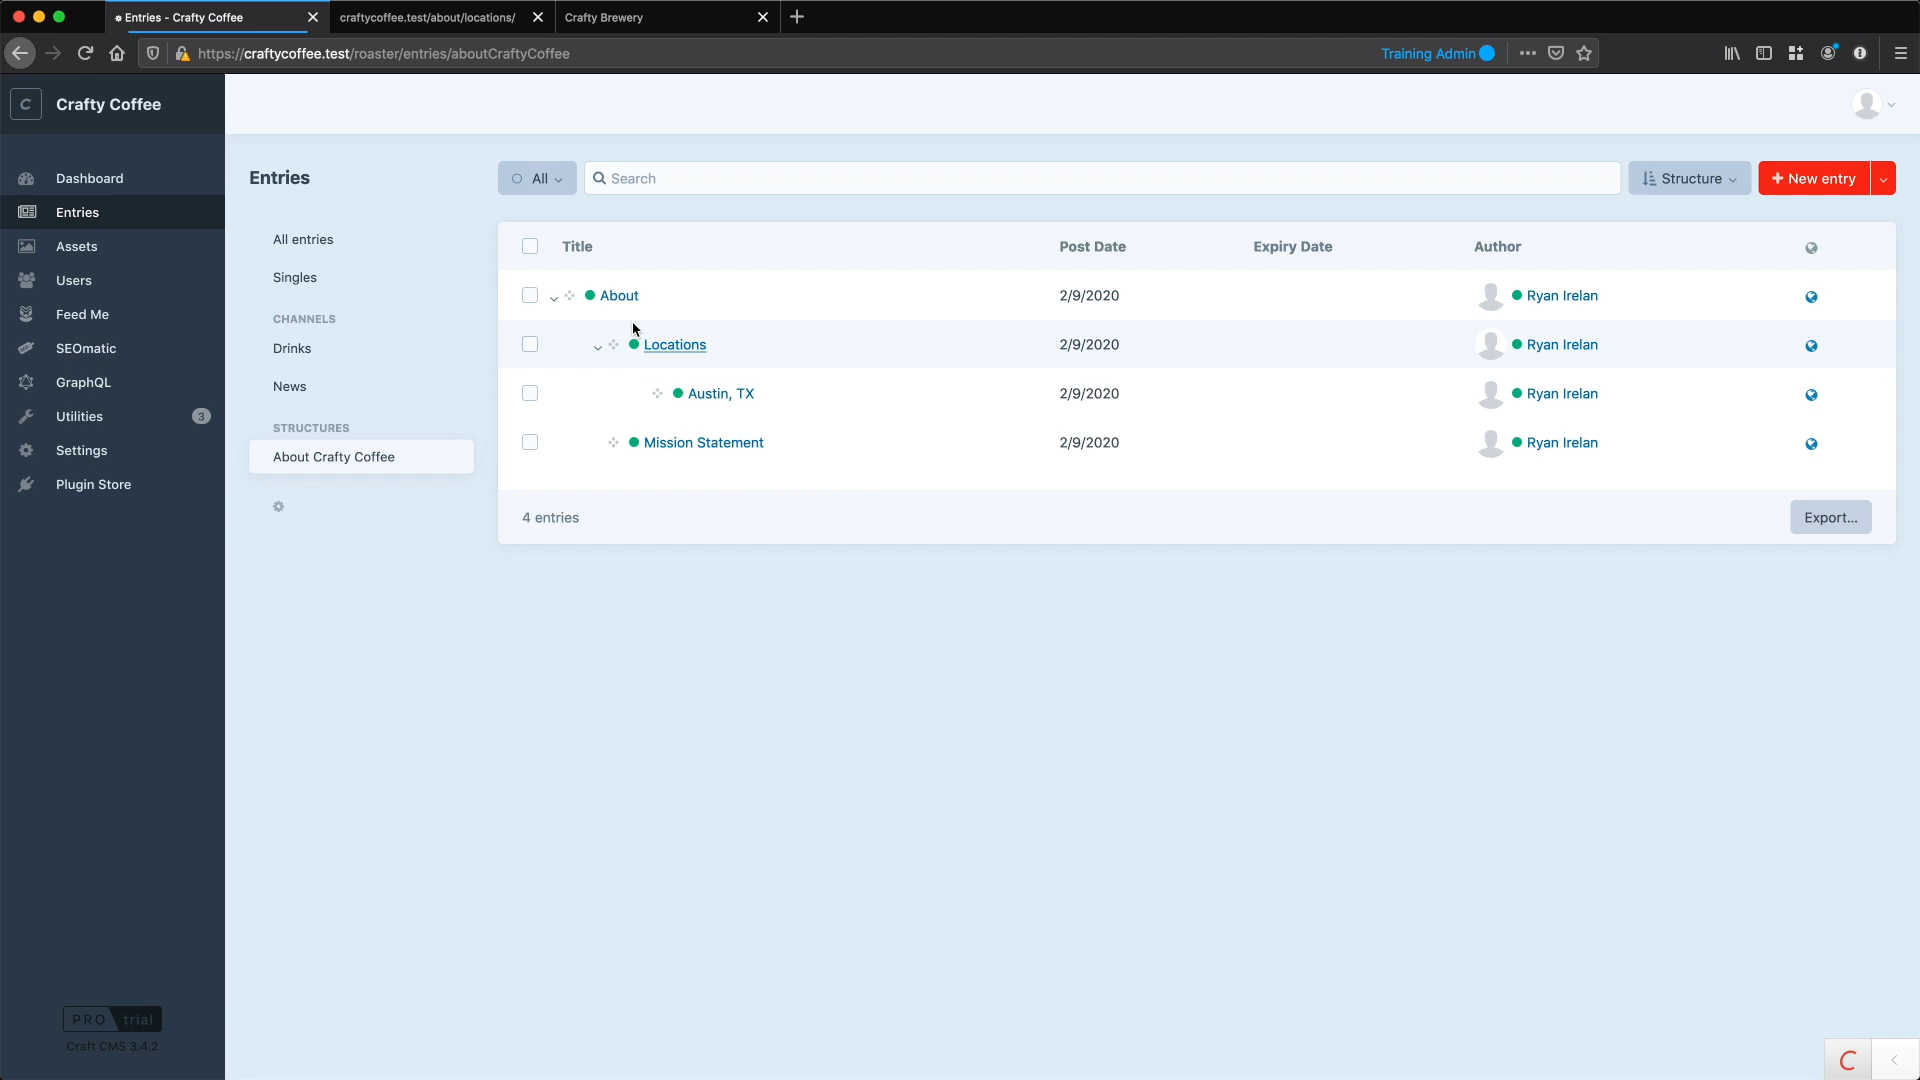 Entries - Crafty Coffee
craftycoffee.test/about/locations/
Crafty Brewery
https://craftycoffee.test/roaster/entries/aboutCraftyCoffee
Training Admin
C
Crafty Coffee
Dashboard
Entries
Assets
Users
Feed Me
SEOmatic
GraphQL
Utilities
3
Settings
Plugin Store
PRO trial
Craft CMS 3.4.2
Entries
All entries
Singles
CHANNELS
Drinks
News
STRUCTURES
About Crafty Coffee
All
Search
Structure
New entry
Title Post Date Expiry Date Author
About 2/9/2020 Ryan Irelan
Locations 2/9/2020 Ryan Irelan
Austin, TX 2/9/2020 Ryan Irelan
Mission Statement 2/9/2020 Ryan Irelan
4 entries
Export...